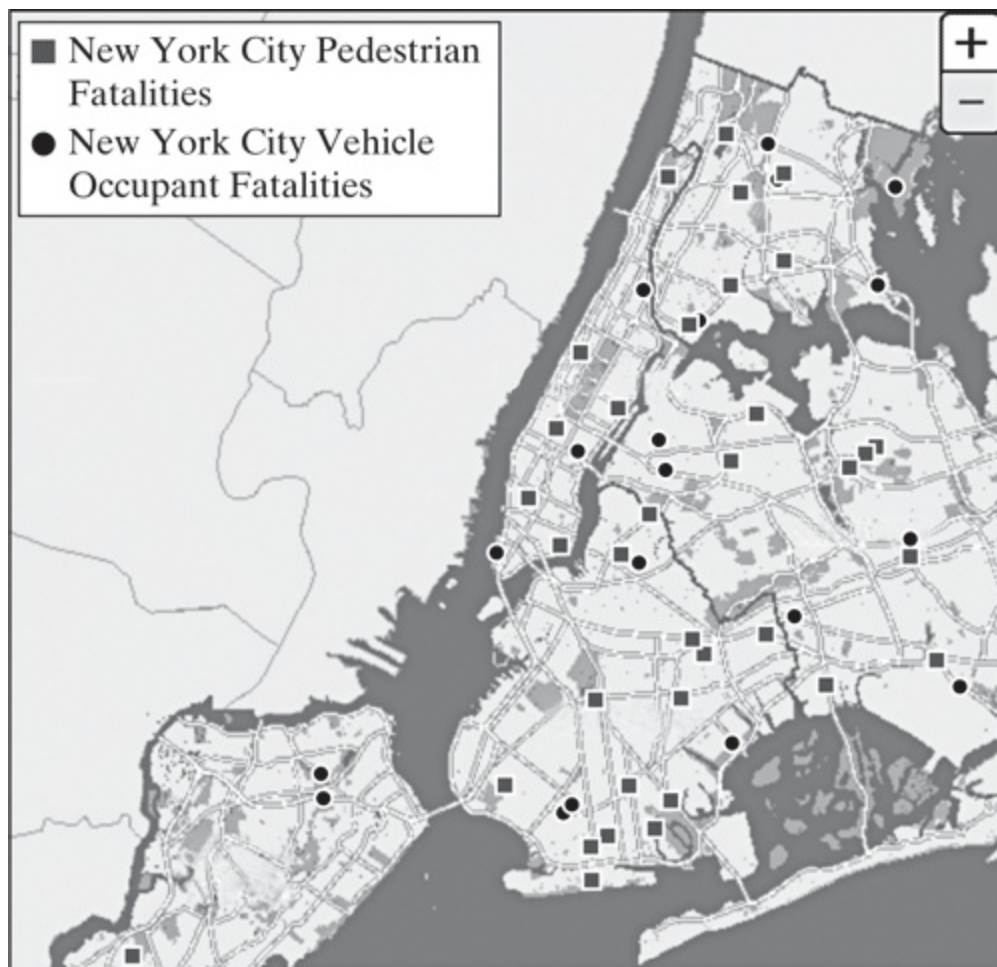 New York City Pedestrian
Fatalities
New York City Vehicle
Occupant Fatalities
+
−